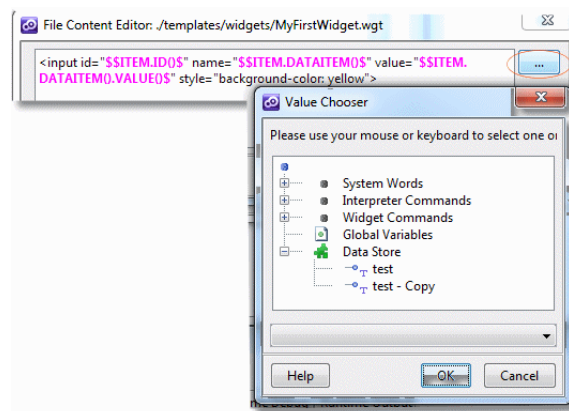 File Content Editor: ./templates/widgets/MyFirstWidget.wgt
<input id="$$ITEM.ID()$" name="$$ITEM.DATAITEM()$" value="$$ITEM.
DATAITEM().VALUE()$" style="background-color: yellow">
...
Value Chooser
Please use your mouse or keyboard to select one o
System Words
Interpreter Commands
Widget Commands
Global Variables
Data Store
T test
T test - Copy
Help
OK
Cancel